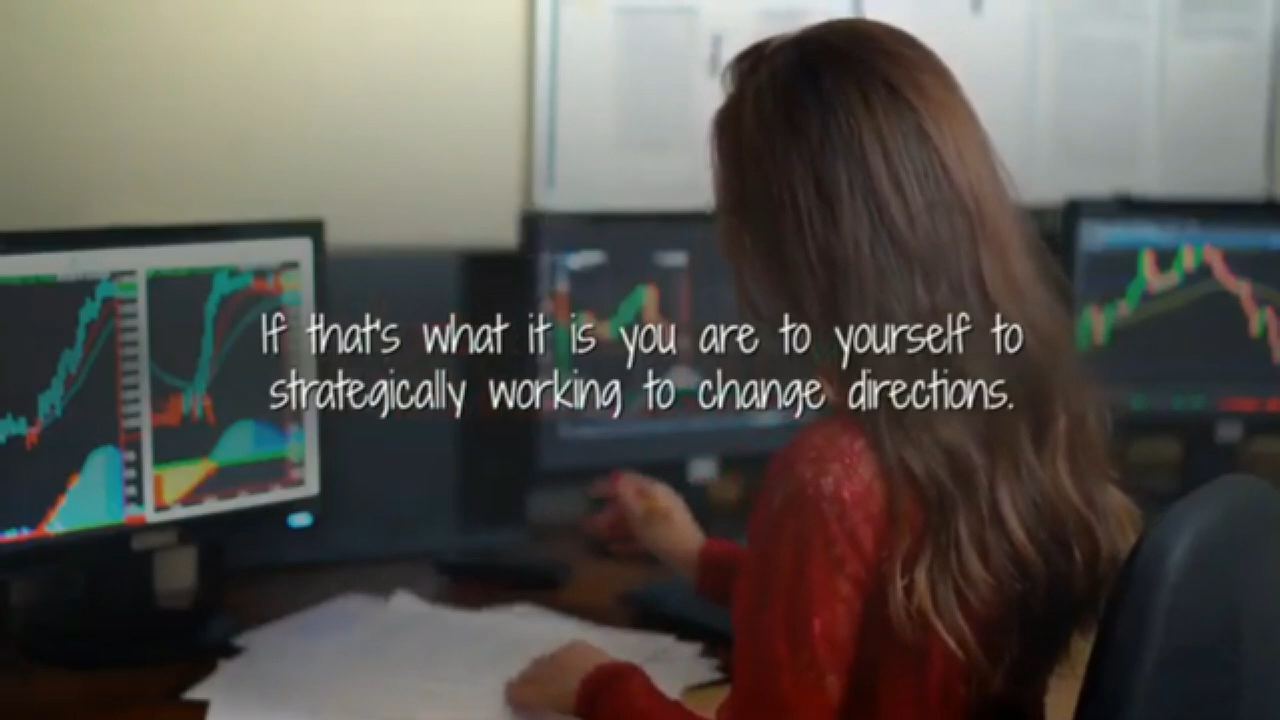 If that's what it is you are to yourself to
strategically working to change directions.